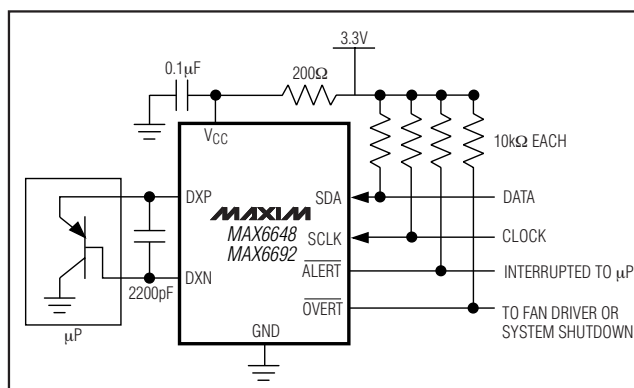 3.3V
0.1µF
200Ω
VCC
10kΩ EACH
DXP
MAXIM
MAX6648
MAX6692
SDA
DATA
SCLK
CLOCK
ALERT
INTERRUPTED TO µP
DXN
2200pF
OVERT
TO FAN DRIVER OR
SYSTEM SHUTDOWN
GND
µP